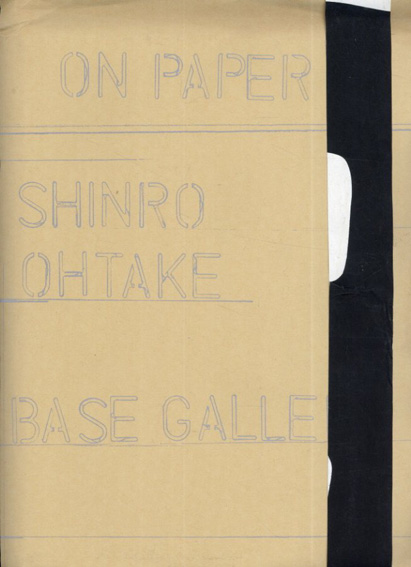 ON PAPER
SHINRO
OHTAKE
BASE GALLE